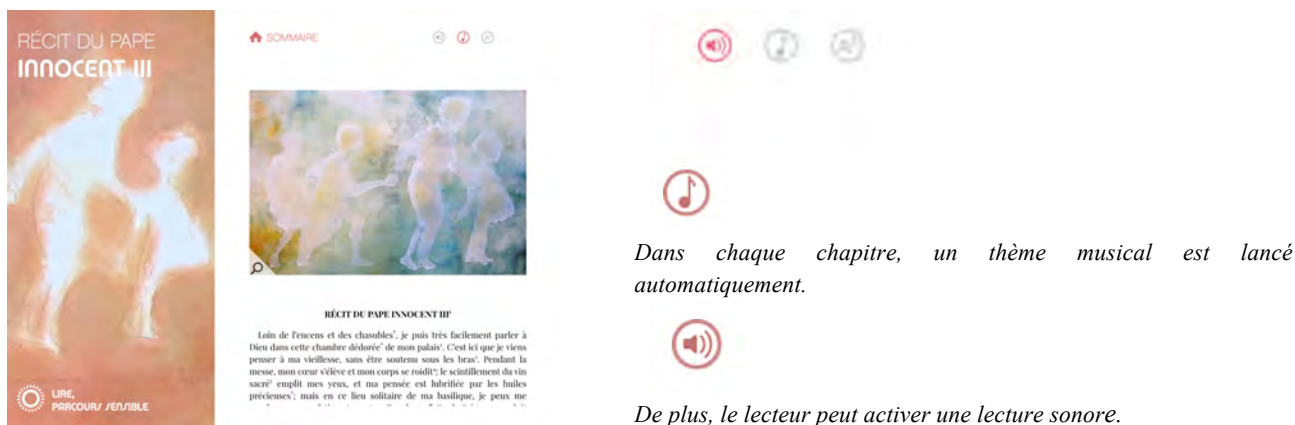 RÉCIT DU PAPE
INNOCENT III
LIRE,
PARCOURS SENSIBLE
SOMMAIRE
RÉCIT DU PAPE INNOCENT III¹
Loin de l'encens et des chasubles*, je puis très facilement parler à
Dieu dans cette chambre dédorée* de mon palais¹. C'est ici que je viens
penser à ma vieillesse, sans être soutenu sous les bras². Pendant la
messe, mon cœur s'élève et mon corps se roidit*; le scintillement du vin
sacré³ emplit mes yeux, et ma pensée est lubrifiée par les huiles
précieuses*; mais en ce lieu solitaire de ma basilique, je peux me
Dans chaque chapitre, un thème musical est lancé
automatiquement.
De plus, le lecteur peut activer une lecture sonore.